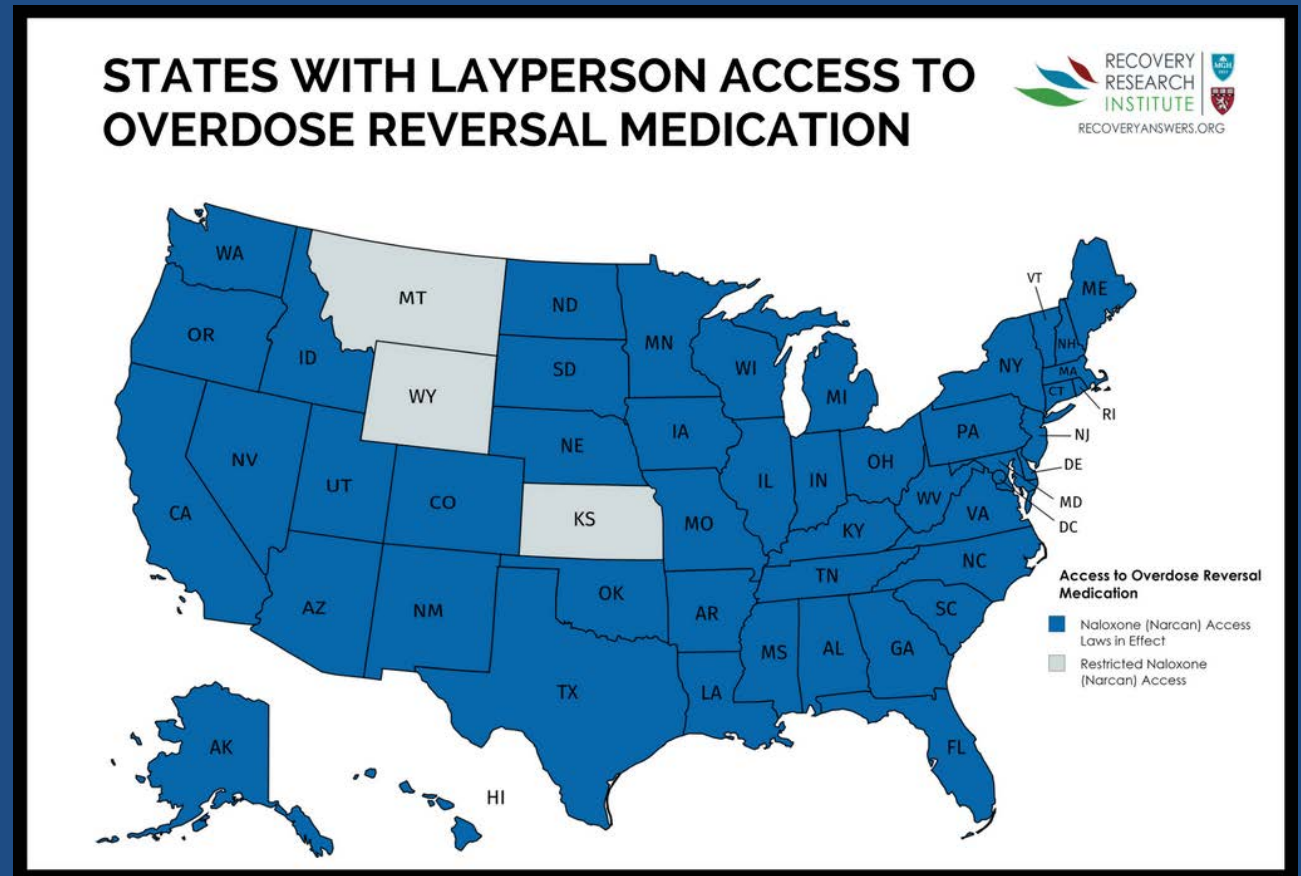 STATES WITH LAYPERSON ACCESS TO
OVERDOSE REVERSAL MEDICATION
RECOVERY
RESEARCH
INSTITUTE
MGH
RECOVERYANSWERS.ORG
WA
MT
ND
MN
VT
ME
OR
ID
SD
WI
MI
NY
NH
MA
CT
RI
WY
NE
IA
PA
NJ
NV
UT
CO
IL
IN
OH
DE
CA
KS
MO
WV
VA
MD
DC
KY
AZ
NM
OK
AR
TN
NC
SC
TX
LA
MS
AL
GA
Access to Overdose Reversal
Medication
Naloxone (Narcan) Access
Laws in Effect
Restricted Naloxone
(Narcan) Access
AK
HI
FL